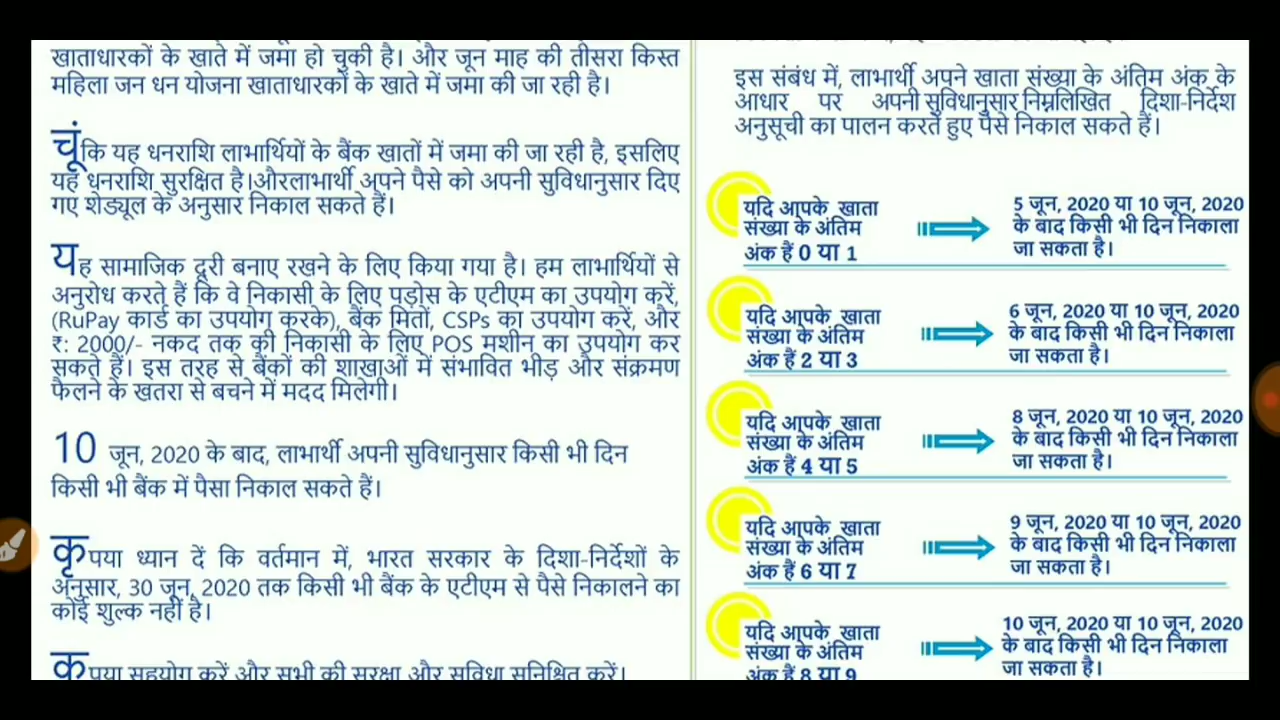 खाताधारकों के खाते में जमा हो चुकी है। और जून माह की तीसरा किस्त
महिला जन धन योजना खाताधारकों के खाते में जमा की जा रही है।
चूंकि यह धनराशि लाभार्थियों के बैंक खातों में जमा की जा रही है, इसलिए
यह धनराशि सुरक्षित है।औरलाभार्थी अपने पैसे को अपनी सुविधानुसार दिए
गए शेड्यूल के अनुसार निकाल सकते हैं।
यह सामाजिक दूरी बनाए रखने के लिए किया गया है। हम लाभार्थियों से
अनुरोध करते हैं कि वे निकासी के लिए पड़ोस के एटीएम का उपयोग करें,
(RuPay कार्ड का उपयोग करके), बैंक मितों, CSPs का उपयोग करें, और
₹: 2000/- नकद तक की निकासी के लिए POS मशीन का उपयोग कर
सकते हैं। इस तरह से बैंकों की शाखाओं में संभावित भीड़ और संक्रमण
फैलने के खतरा से बचने में मदद मिलेगी।
10 जून, 2020 के बाद, लाभार्थी अपनी सुविधानुसार किसी भी दिन
किसी भी बैंक में पैसा निकाल सकते हैं।
कृपया ध्यान दें कि वर्तमान में, भारत सरकार के दिशा-निर्देशों के
अनुसार, 30 जून, 2020 तक किसी भी बैंक के एटीएम से पैसे निकालने का
कोई शुल्क नहीं है।
कृपया सहयोग करें और सभी की सुरक्षा और सुविधा सुनिश्चित करें।
इस संबंध में, लाभार्थी अपने खाता संख्या के अंतिम अंक के
आधार पर अपनी सुविधानुसार निम्नलिखित दिशा-निर्देश
अनुसूची का पालन करते हुए पैसे निकाल सकते हैं।
यदि आपके खाता
संख्या के अंतिम
अंक हैं 0 या 1
5 जून, 2020 या 10 जून, 2020
के बाद किसी भी दिन निकाला
जा सकता है।
यदि आपके खाता
संख्या के अंतिम
अंक हैं 2 या 3
6 जून, 2020 या 10 जून, 2020
के बाद किसी भी दिन निकाला
जा सकता है।
यदि आपके खाता
संख्या के अंतिम
अंक हैं 4 या 5
8 जून, 2020 या 10 जून, 2020
के बाद किसी भी दिन निकाला
जा सकता है।
यदि आपके खाता
संख्या के अंतिम
अंक हैं 6 या 7
9 जून, 2020 या 10 जून, 2020
के बाद किसी भी दिन निकाला
जा सकता है।
यदि आपके खाता
संख्या के अंतिम
अंक हैं 8 या 9
10 जून, 2020 या 10 जून, 2020
के बाद किसी भी दिन निकाला
जा सकता है।